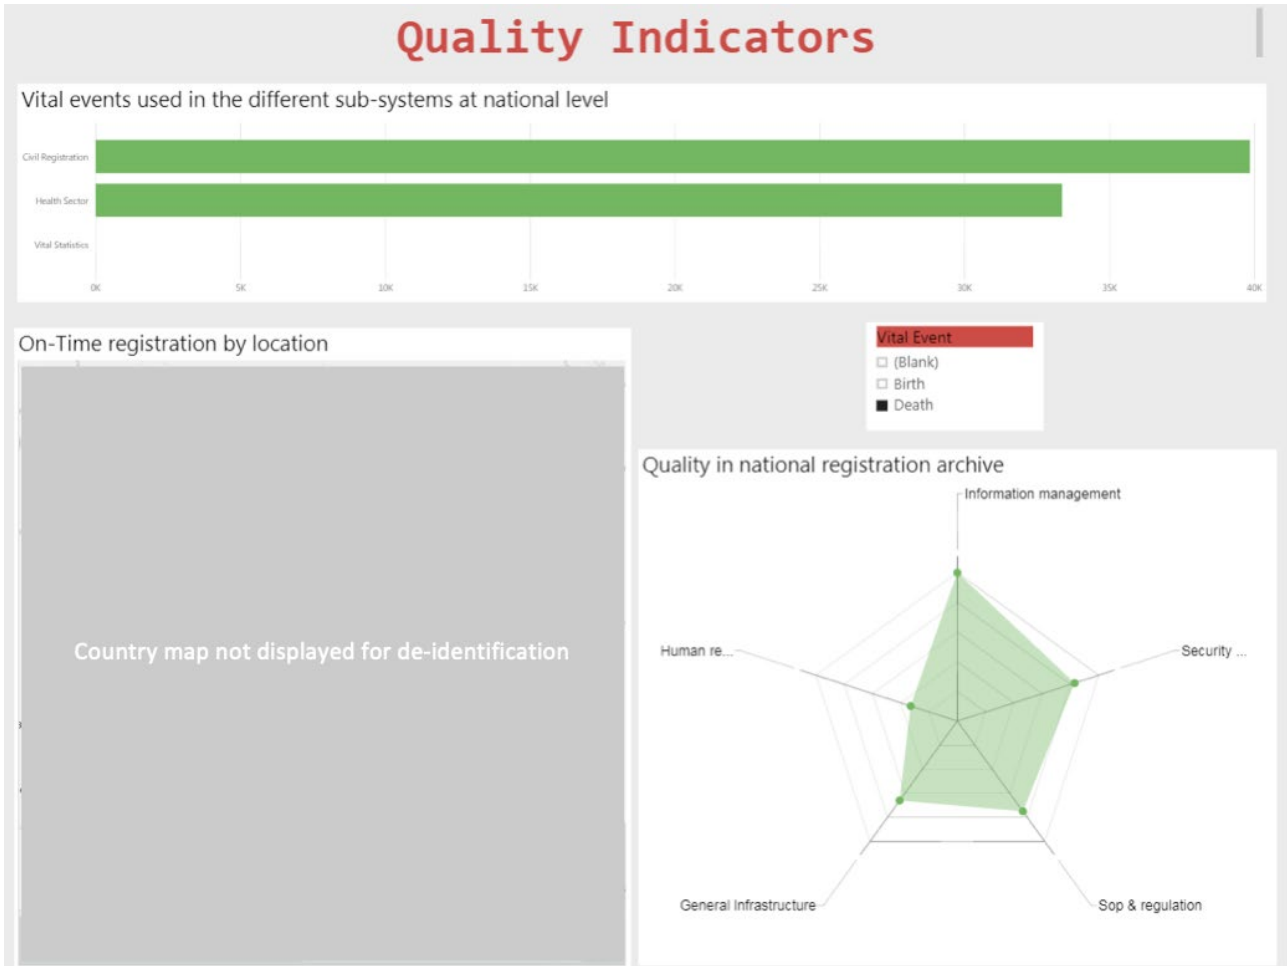 Quality Indicators
Vital events used in the different sub-systems at national level
Civil Registration
Health Sector
Vital Statistics
0K 5K 10K 15K 20K 25K 30K 35K 40K
On-Time registration by location
Country map not displayed for de-identification
Vital Event
(Blank)
Birth
Death
Quality in national registration archive
Information management
Human re...
Security ...
General Infrastructure
Sop & regulation